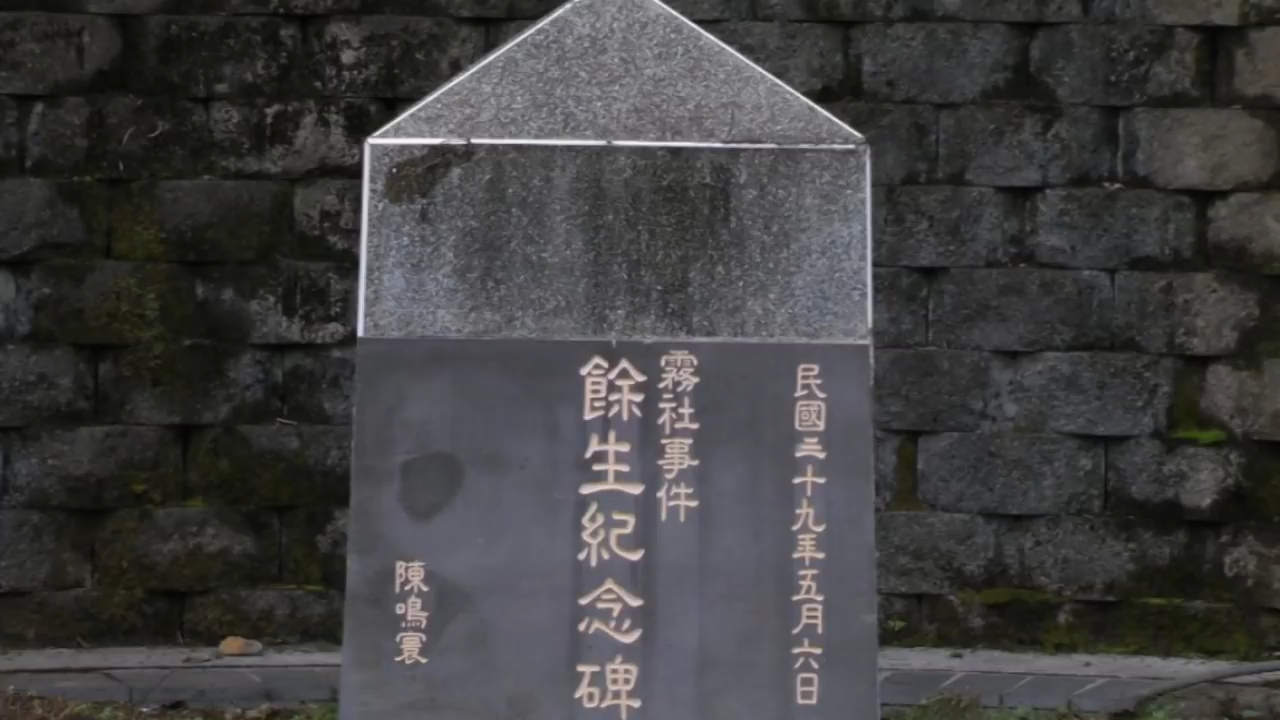 民國三十九年五月六日
霧社事件
餘生紀念碑
陳鳴寰